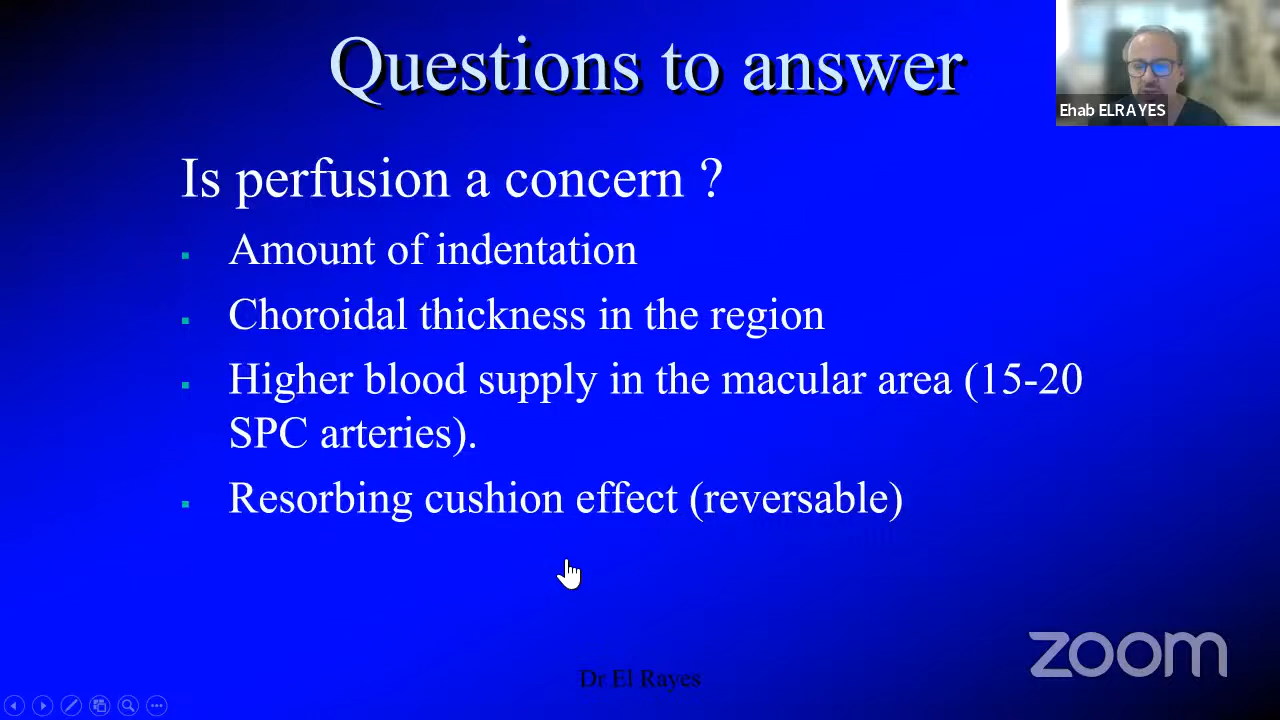 Questions to answer
Ehab ELRAYES
Is perfusion a concern ?
Amount of indentation
Choroidal thickness in the region
Higher blood supply in the macular area (15-20
SPC arteries).
Resorbing cushion effect (reversable)
zoom
Dr El Rayes